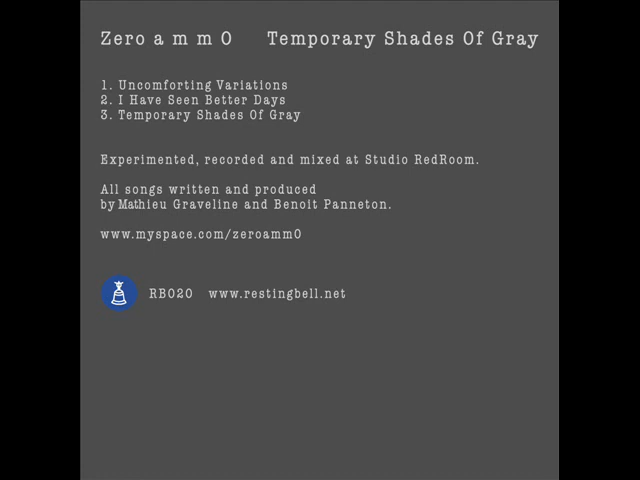 Zero a m m 0 Temporary Shades Of Gray
1. Uncomforting Variations
2. I Have Seen Better Days
3. Temporary Shades Of Gray
Experimented, recorded and mixed at Studio RedRoom.
All songs written and produced
by Mathieu Graveline and Benoit Panneton.
www.myspace.com/zeroamm0
RB020 www.restingbell.net